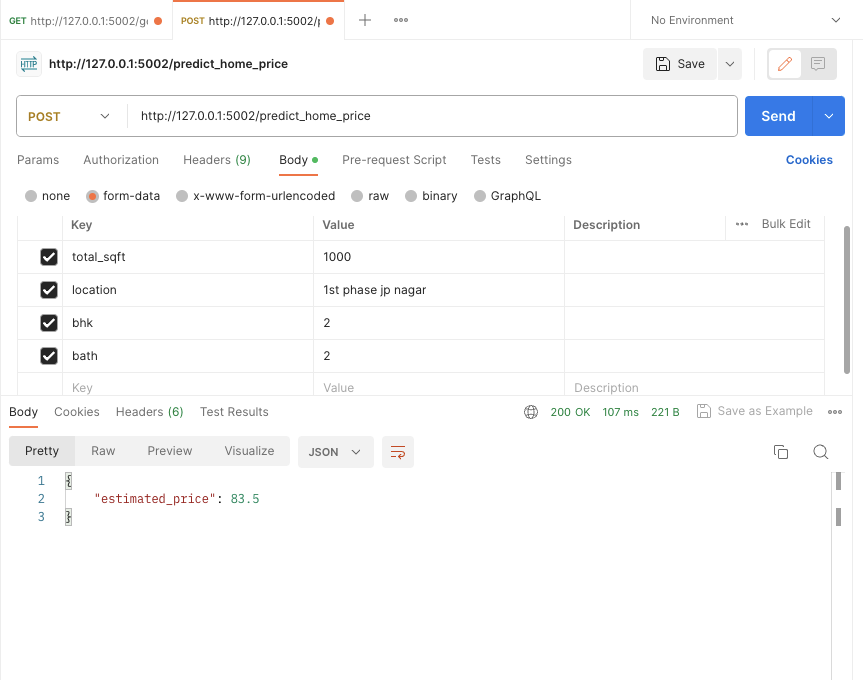 GET http://127.0.0.1:5002/ge POST http://127.0.0.1:5002/p No Environment
HTTP http://127.0.0.1:5002/predict_home_price Save
POST http://127.0.0.1:5002/predict_home_price Send
Params Authorization Headers (9) Body Pre-request Script Tests Settings Cookies
none form-data x-www-form-urlencoded raw binary GraphQL
Key Value Description Bulk Edit
total_sqft 1000
location 1st phase jp nagar
bhk 2
bath 2
Key Value Description
Body Cookies Headers (6) Test Results 200 OK 107 ms 221 B Save as Example
Pretty Raw Preview Visualize JSON
1 {
2 "estimated_price": 83.5
3 }